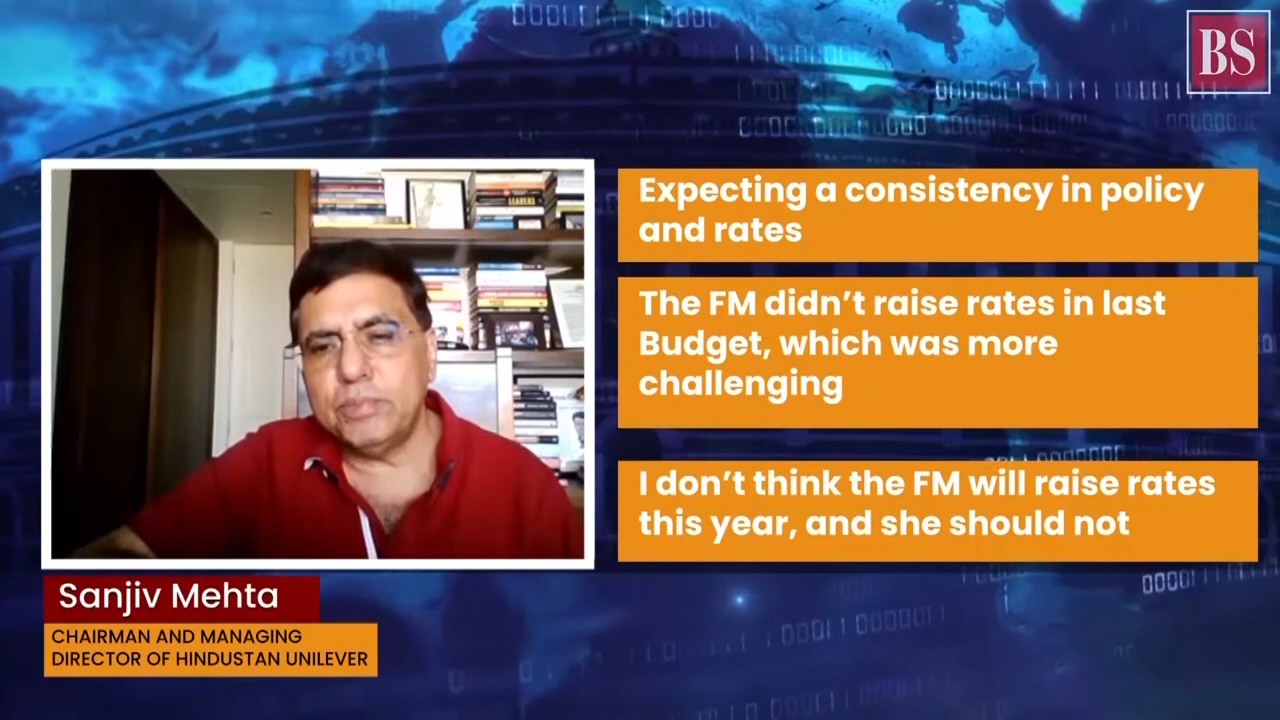 BS
Expecting a consistency in policy
and rates
The FM didn’t raise rates in last
Budget, which was more
challenging
I don’t think the FM will raise rates
this year, and she should not
Sanjiv Mehta
CHAIRMAN AND MANAGING
DIRECTOR OF HINDUSTAN UNILEVER
LEADERS